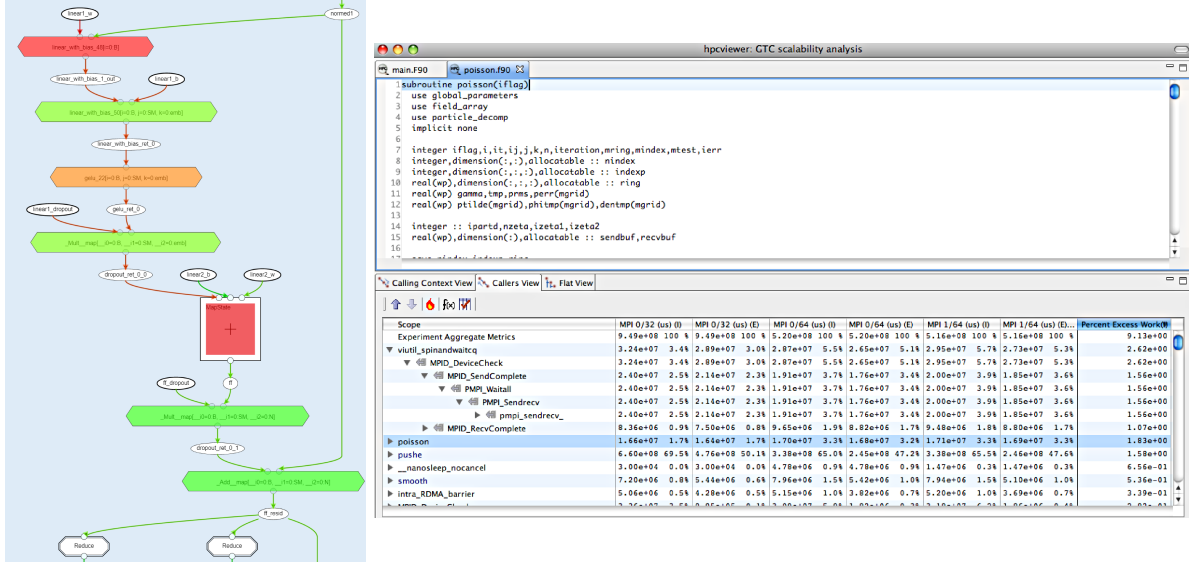 linear1_w
normed1
linear_with_bias_1_out
linear1_b
linear_with_bias_ret_0
linear1_dropout
gelu_ret_0
dropout_ret_0_0
linear2_b
linear2_w
MapState
ff_dropout
ff
dropout_ret_0_1
ff_resid
Reduce
Reduce
hpcviewer: GTC scalability analysis
main.F90
poisson.f90
1 subroutine poisson(iflag)
2 use global_parameters
3 use field_array
4 use particle_decomp
5 implicit none
6
7 integer iflag,i,it,ij,j,k,n,iteration,mring,mindex,mtest,ierr
8 integer,dimension(:,:),allocatable :: nindex
9 integer,dimension(:,:,:),allocatable :: indexp
10 real(wp),dimension(:,:,:),allocatable :: ring
11 real(wp) gamma,tmp,prms,perr(mgrid)
12 real(wp) ptilde(mgrid),phitmp(mgrid),dentmp(mgrid)
13
14 integer :: ipartd,nzeta,izeta1,izeta2
15 real(wp),dimension(:),allocatable :: sendbuf,recvbuf
16
Calling Context View Callers View Flat View
Scope MPI 0/32 (us) (I) MPI 0/32 (us) (E) MPI 0/64 (us) (I) MPI 0/64 (us) (E) MPI 1/64 (us) (I) MPI 1/64 (us) (E)... Percent Excess Work
Experiment Aggregate Metrics 9.49e+08 100 % 9.49e+08 100 % 5.20e+08 100 % 5.20e+08 100 % 5.16e+08 100 % 5.16e+08 100 % 9.13e+00
viutil_spinandwaitcq 3.24e+07 3.4% 2.89e+07 3.0% 2.87e+07 5.5% 2.65e+07 5.1% 2.95e+07 5.7% 2.73e+07 5.3% 2.62e+00
MPID_DeviceCheck 3.24e+07 3.4% 2.89e+07 3.0% 2.87e+07 5.5% 2.65e+07 5.1% 2.95e+07 5.7% 2.73e+07 5.3% 2.62e+00
MPID_SendComplete 2.40e+07 2.5% 2.14e+07 2.3% 1.91e+07 3.7% 1.76e+07 3.4% 2.00e+07 3.9% 1.85e+07 3.6% 1.56e+00
PMPI_Waitall 2.40e+07 2.5% 2.14e+07 2.3% 1.91e+07 3.7% 1.76e+07 3.4% 2.00e+07 3.9% 1.85e+07 3.6% 1.56e+00
PMPI_Sendrecv 2.40e+07 2.5% 2.14e+07 2.3% 1.91e+07 3.7% 1.76e+07 3.4% 2.00e+07 3.9% 1.85e+07 3.6% 1.56e+00
pmpi_sendrecv_ 2.40e+07 2.5% 2.14e+07 2.3% 1.91e+07 3.7% 1.76e+07 3.4% 2.00e+07 3.9% 1.85e+07 3.6% 1.56e+00
MPID_RecvComplete 8.36e+06 0.9% 7.50e+06 0.8% 9.65e+06 1.9% 8.82e+06 1.7% 9.48e+06 1.8% 8.80e+06 1.7% 1.07e+00
poisson 1.66e+07 1.7% 1.64e+07 1.7% 1.70e+07 3.3% 1.68e+07 3.2% 1.71e+07 3.3% 1.69e+07 3.3% 1.83e+00
pushe 6.60e+08 69.5% 4.76e+08 50.1% 3.38e+08 65.0% 2.45e+08 47.2% 3.38e+08 65.5% 2.46e+08 47.6% 1.58e+00
__nanosleep_nocancel 3.00e+04 0.0% 3.00e+04 0.0% 4.78e+06 0.9% 4.78e+06 0.9% 1.47e+06 0.3% 1.47e+06 0.3% 6.56e-01
smooth 7.20e+06 0.8% 5.44e+06 0.6% 7.96e+06 1.5% 5.42e+06 1.0% 7.94e+06 1.5% 5.10e+06 1.0% 5.36e-01
intra_RDMA_barrier 5.06e+06 0.5% 4.28e+06 0.5% 5.15e+06 1.0% 3.82e+06 0.7% 5.20e+06 1.0% 3.69e+06 0.7% 3.39e-01